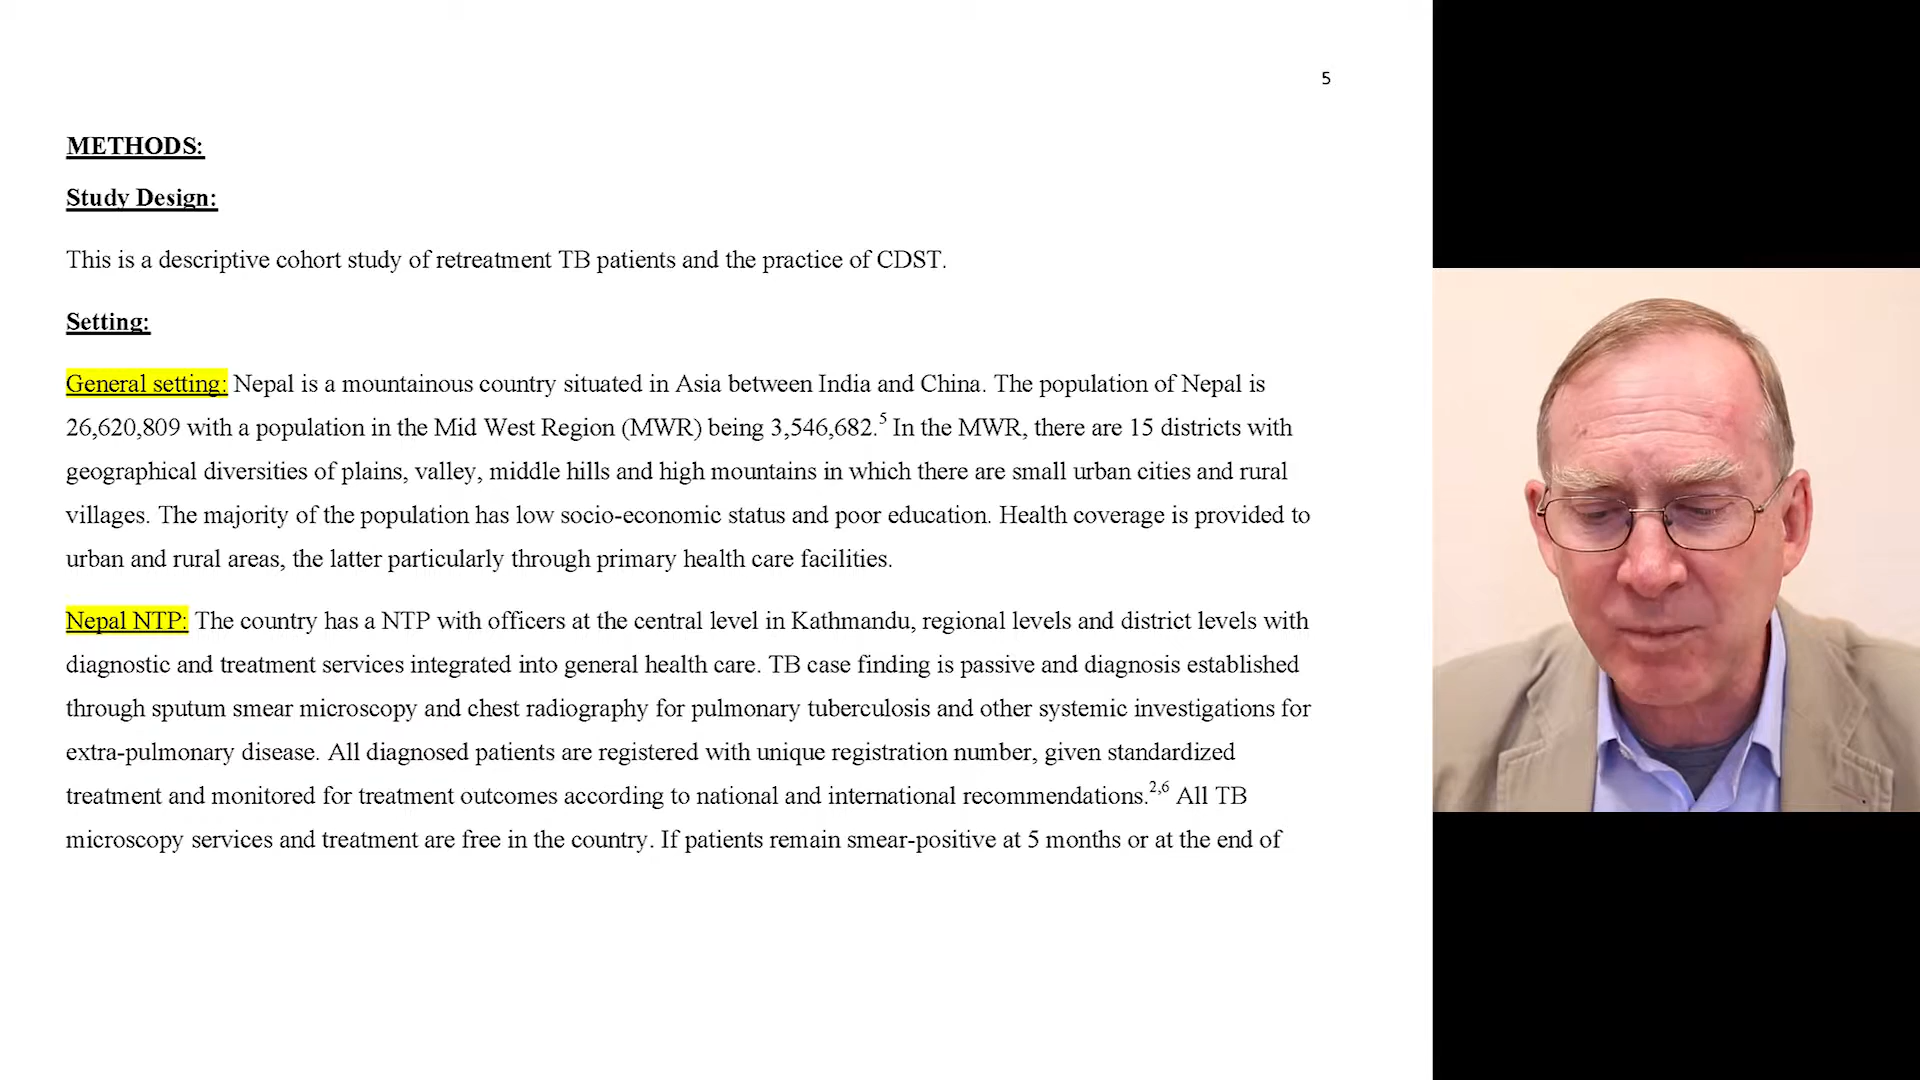 5
METHODS:
Study Design:
This is a descriptive cohort study of retreatment TB patients and the practice of CDST.
Setting:
General setting: Nepal is a mountainous country situated in Asia between India and China. The population of Nepal is
26,620,809 with a population in the Mid West Region (MWR) being 3,546,682.5 In the MWR, there are 15 districts with
geographical diversities of plains, valley, middle hills and high mountains in which there are small urban cities and rural
villages. The majority of the population has low socio-economic status and poor education. Health coverage is provided to
urban and rural areas, the latter particularly through primary health care facilities.
Nepal NTP: The country has a NTP with officers at the central level in Kathmandu, regional levels and district levels with
diagnostic and treatment services integrated into general health care. TB case finding is passive and diagnosis established
through sputum smear microscopy and chest radiography for pulmonary tuberculosis and other systemic investigations for
extra-pulmonary disease. All diagnosed patients are registered with unique registration number, given standardized
treatment and monitored for treatment outcomes according to national and international recommendations.2,6 All TB
microscopy services and treatment are free in the country. If patients remain smear-positive at 5 months or at the end of